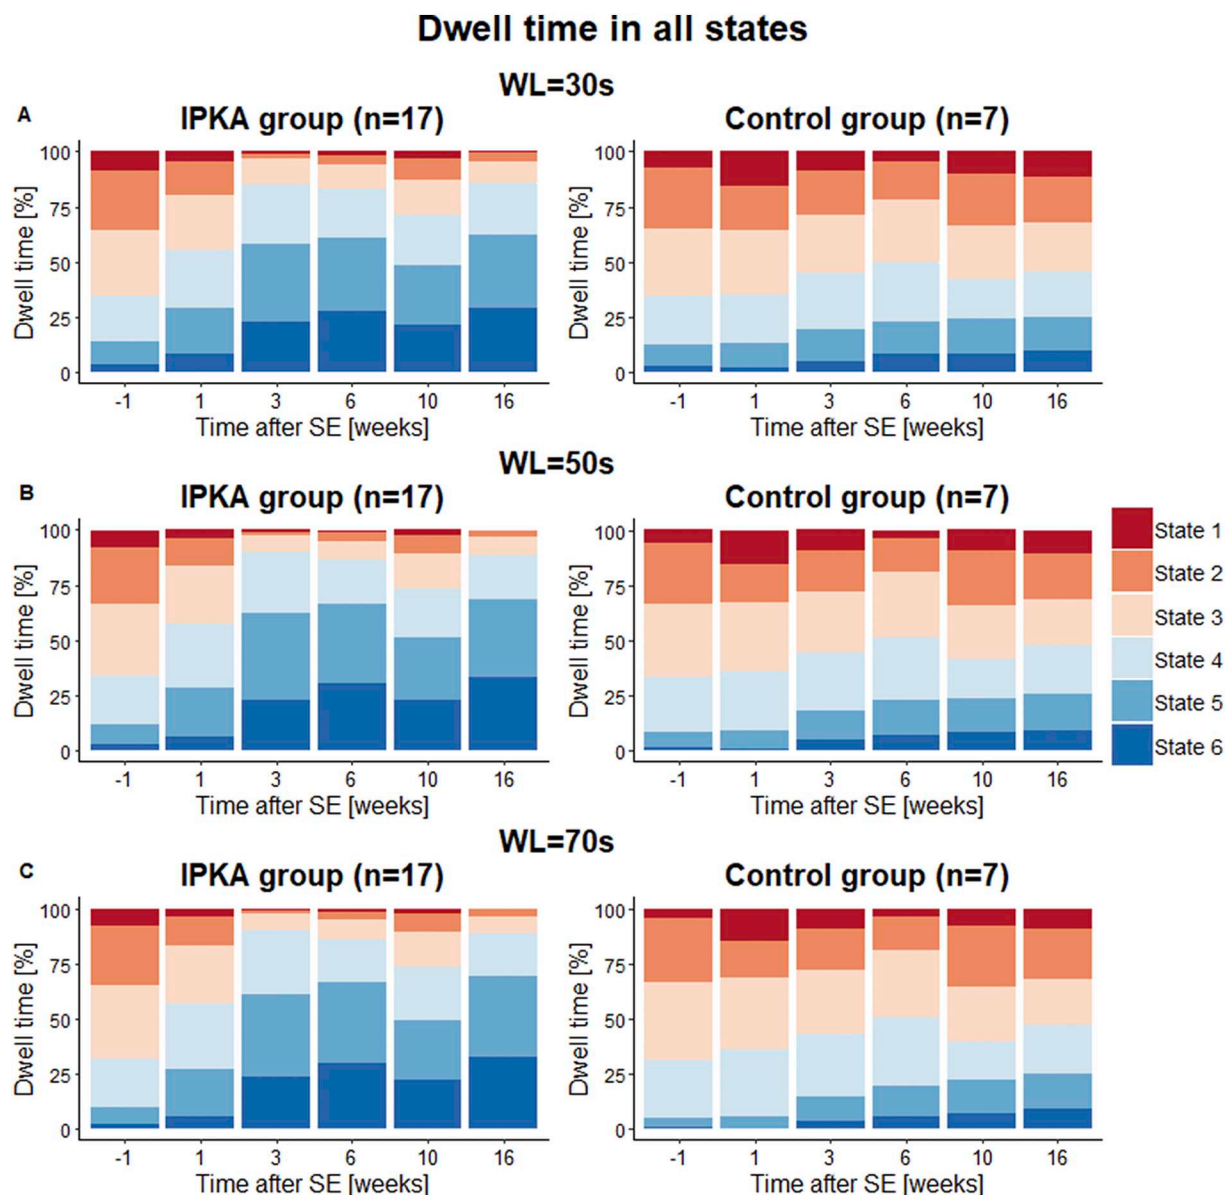 Dwell time in all states
WL=30s
A
IPKA group (n=17)
Control group (n=7)
Dwell time [%]
100
75
50
25
0
-1 1 3 6 10 16
Time after SE [weeks]
Dwell time [%]
100
75
50
25
0
-1 1 3 6 10 16
Time after SE [weeks]
WL=50s
B
IPKA group (n=17)
Control group (n=7)
Dwell time [%]
100
75
50
25
0
-1 1 3 6 10 16
Time after SE [weeks]
Dwell time [%]
100
75
50
25
0
-1 1 3 6 10 16
Time after SE [weeks]
State 1
State 2
State 3
State 4
State 5
State 6
WL=70s
C
IPKA group (n=17)
Control group (n=7)
Dwell time [%]
100
75
50
25
0
-1 1 3 6 10 16
Time after SE [weeks]
Dwell time [%]
100
75
50
25
0
-1 1 3 6 10 16
Time after SE [weeks]